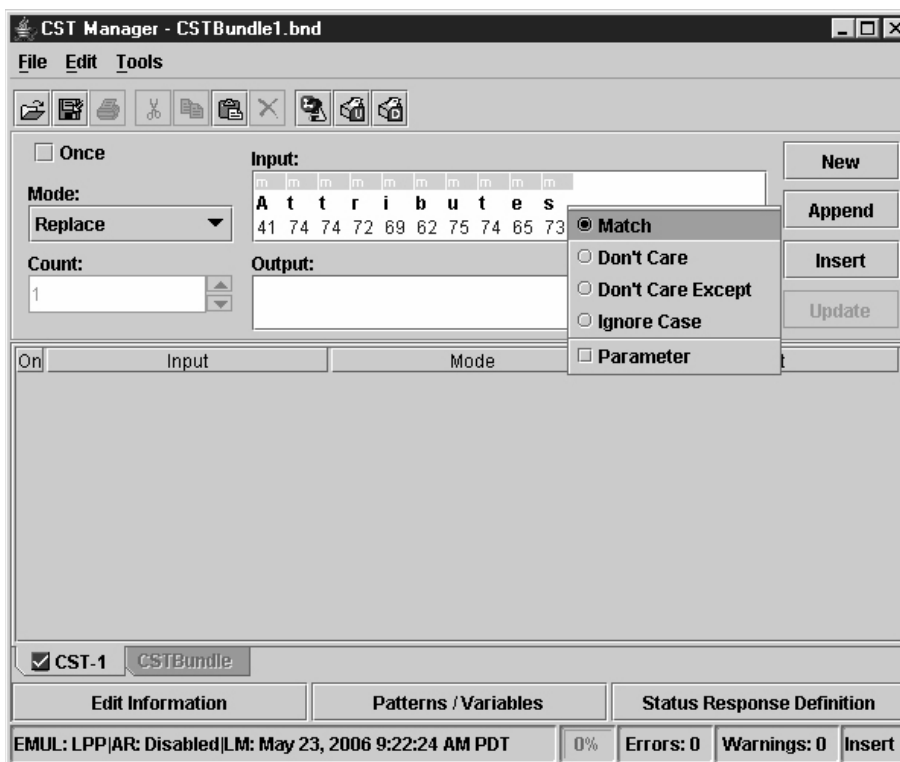 CST Manager - CSTBundle1.bnd
File Edit Tools
Once
Input:
New
m m m m m m m m m m
Mode:
A t t r i b u t e s
Replace
41 74 74 72 69 62 75 74 65 73
Match
Append
Don't Care
Count:
Output:
Insert
1
Don't Care Except
Ignore Case
Update
Parameter
On Input Mode t
CST-1 CSTBundle
Edit Information Patterns / Variables Status Response Definition
EMUL: LPP|AR: Disabled|LM: May 23, 2006 9:22:24 AM PDT 0% Errors: 0 Warnings: 0 Insert